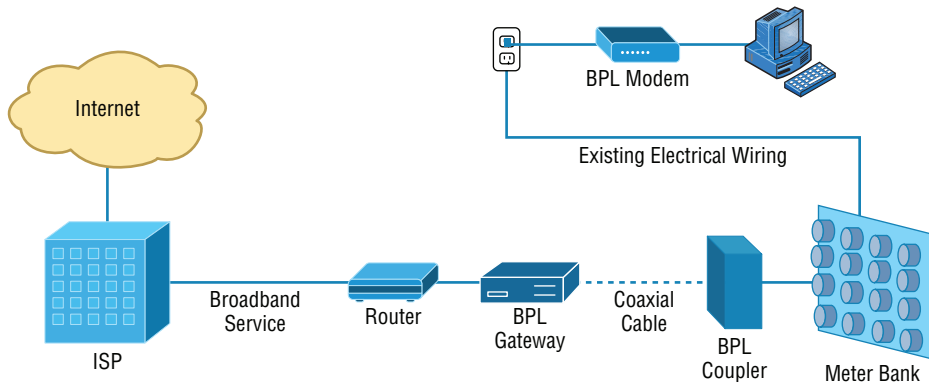 Internet
BPL Modem
Existing Electrical Wiring
Broadband
Service
Router
BPL
Gateway
Coaxial
Cable
ISP
BPL
Coupler
Meter Bank